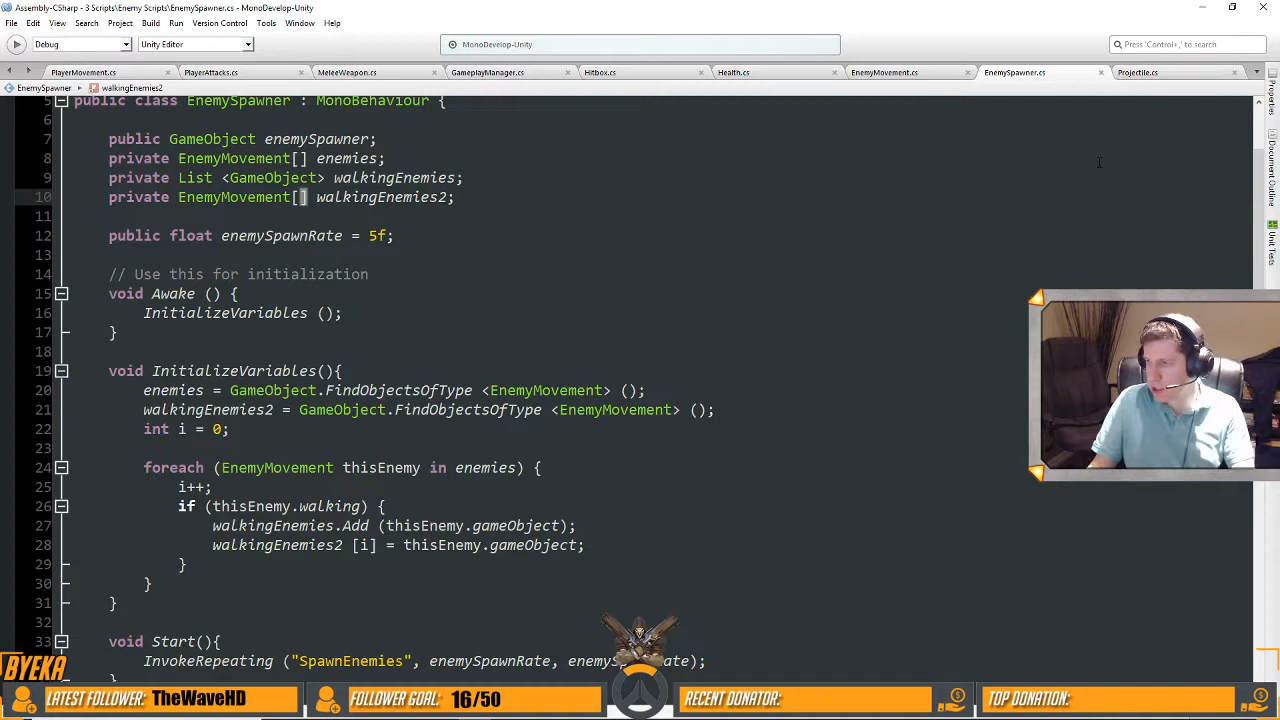 Assembly-CSharp - 3 Scripts\Enemy Scripts\EnemySpawner.cs - MonoDevelop-Unity
File Edit View Search Project Build Run Version Control Tools Window Help
Debug Unity Editor MonoDevelop-Unity Press 'Control+,' to search
PlayerMovement.cs PlayerAttacks.cs MeleeWeapon.cs GameplayManager.cs Hitbox.cs Health.cs EnemyMovement.cs EnemySpawner.cs Projectile.cs
EnemySpawner walkingEnemies2
5 public class EnemySpawner : MonoBehaviour {
6
7 public GameObject enemySpawner;
8 private EnemyMovement[] enemies;
9 private List <GameObject> walkingEnemies;
10 private EnemyMovement[] walkingEnemies2;
11
12 public float enemySpawnRate = 5f;
13
14 // Use this for initialization
15 void Awake () {
16 InitializeVariables ();
17 }
18
19 void InitializeVariables(){
20 enemies = GameObject.FindObjectsOfType <EnemyMovement> ();
21 walkingEnemies2 = GameObject.FindObjectsOfType <EnemyMovement> ();
22 int i = 0;
23
24 foreach (EnemyMovement thisEnemy in enemies) {
25 i++;
26 if (thisEnemy.walking) {
27 walkingEnemies.Add (thisEnemy.gameObject);
28 walkingEnemies2 [i] = thisEnemy.gameObject;
29 }
30 }
31 }
32
33 void Start(){
InvokeRepeating ("SpawnEnemies", enemySpawnRate,
Properties
Document Outline
Unit Tests
BYEKA
LATEST FOLLOWER: TheWaveHD FOLLOWER GOAL: 16/50 RECENT DONATOR: TOP DONATION: